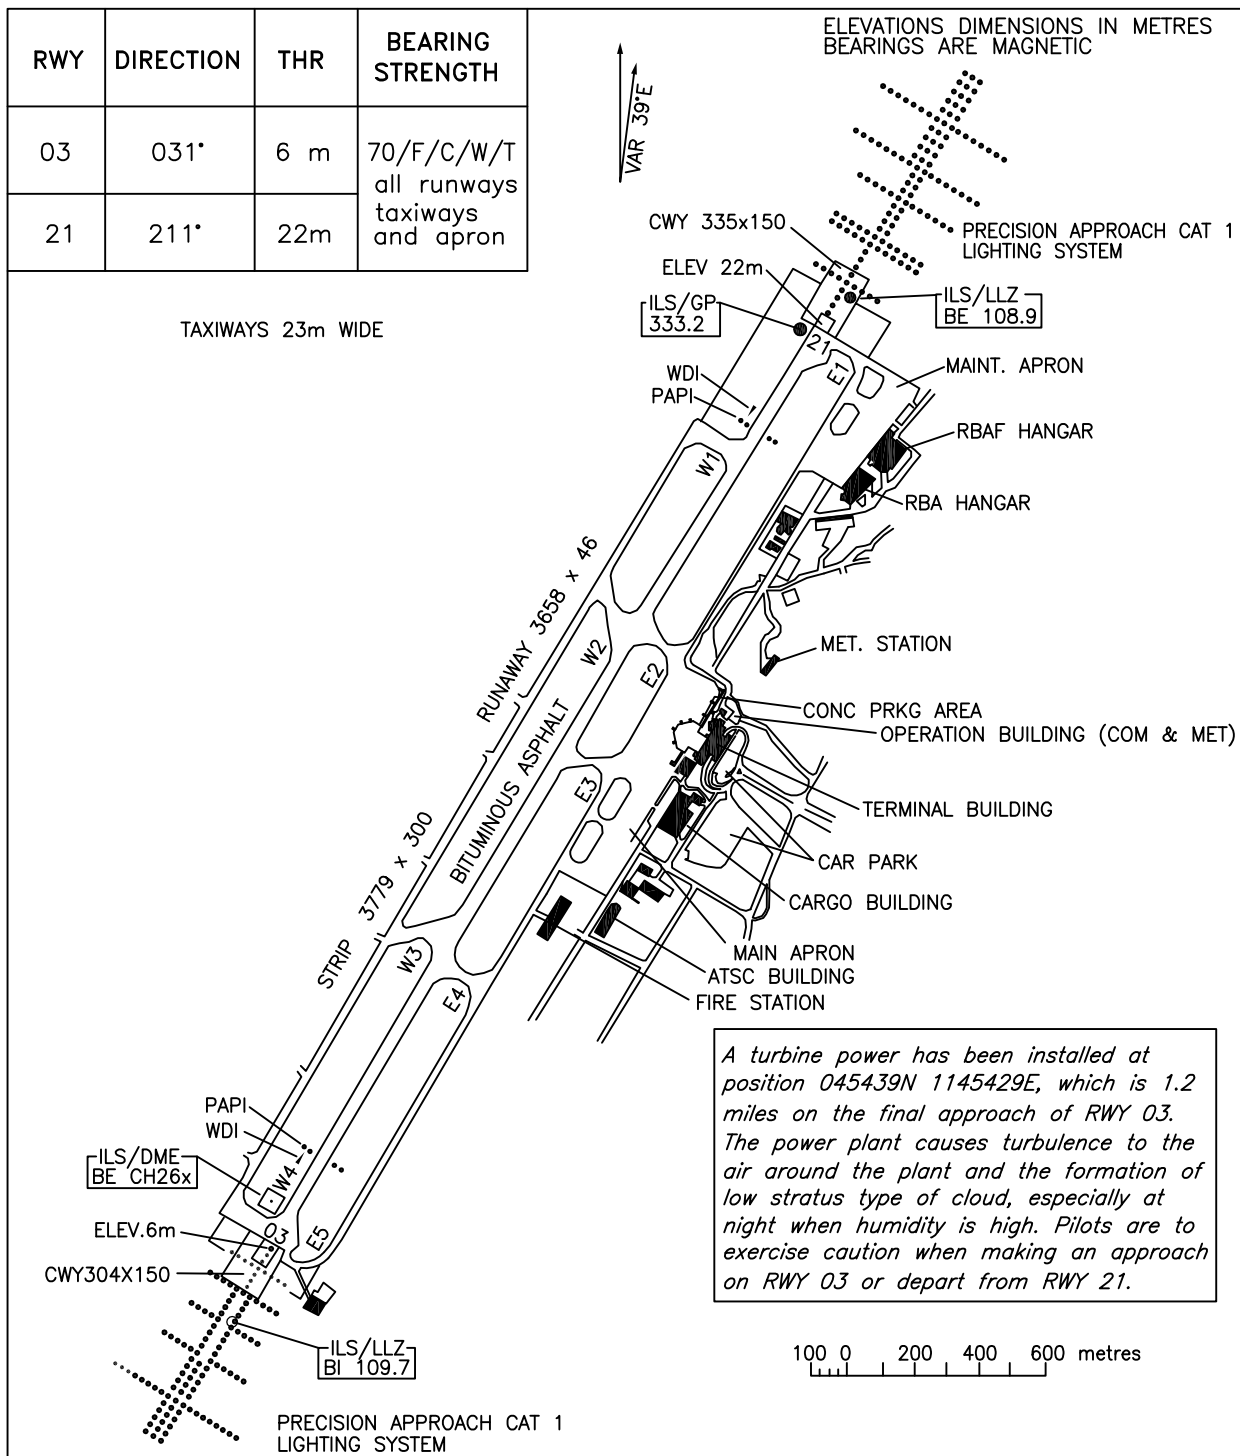 ELEVATIONS DIMENSIONS IN METRES
BEARINGS ARE MAGNETIC
RWY DIRECTION THR BEARING STRENGTH
03 031° 6 m 70/F/C/W/T
all runways
taxiways
and apron
21 211° 22m
TAXIWAYS 23m WIDE
VAR 39°E
CWY 335x150
PRECISION APPROACH CAT 1
LIGHTING SYSTEM
ELEV 22m
ILS/GP
333.2
ILS/LLZ
BE 108.9
21
E1
WDI
PAPI
MAINT. APRON
RBAF HANGAR
RBA HANGAR
W1
RUNAWAY 3658 x 46
W2
E2
MET. STATION
CONC PRKG AREA
OPERATION BUILDING (COM & MET)
BITUMINOUS ASPHALT
E3
TERMINAL BUILDING
STRIP 3779 x 300
CAR PARK
CARGO BUILDING
W3
E4
MAIN APRON
ATSC BUILDING
FIRE STATION
A turbine power has been installed at
position 045439N 1145429E, which is 1.2
miles on the final approach of RWY 03.
The power plant causes turbulence to the
air around the plant and the formation of
low stratus type of cloud, especially at
night when humidity is high. Pilots are to
exercise caution when making an approach
on RWY 03 or depart from RWY 21.
PAPI
WDI
ILS/DME
BE CH26x
W4
ELEV.6m
03
E5
CWY304X150
ILS/LLZ
BI 109.7
100 0 200 400 600 metres
PRECISION APPROACH CAT 1
LIGHTING SYSTEM